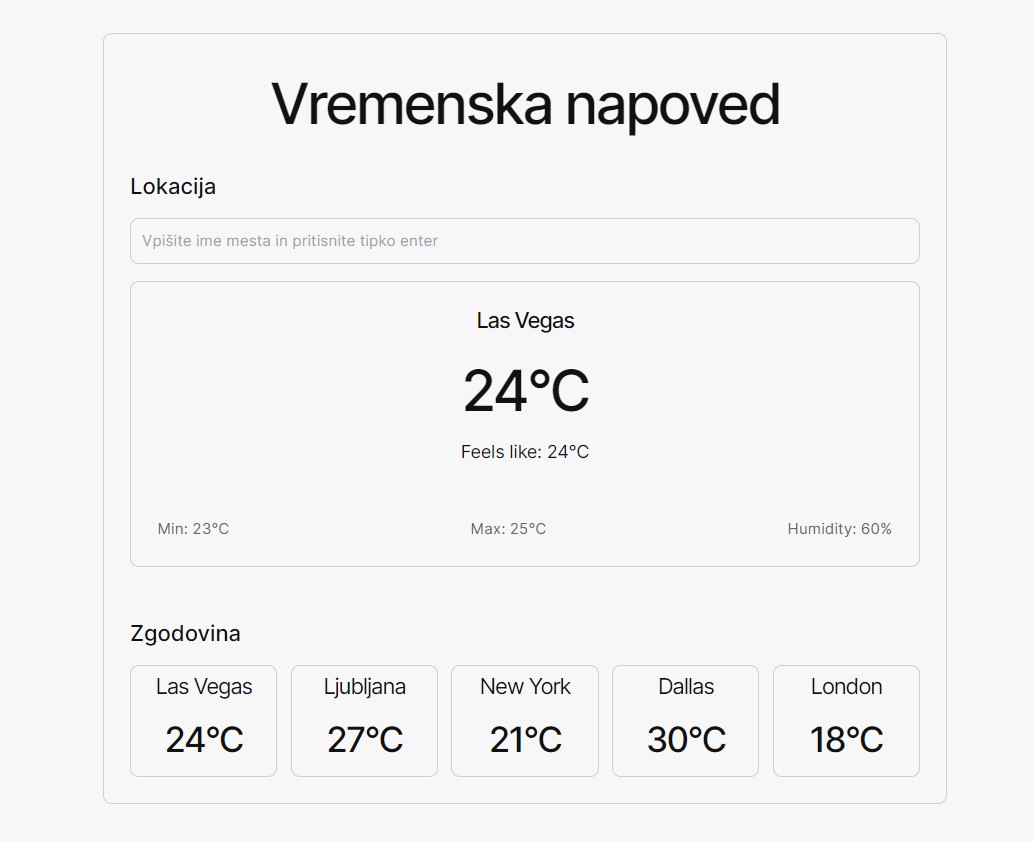 Vremenska napoved
Lokacija
Vpišite ime mesta in pritisnite tipko enter
Las Vegas
24°C
Feels like: 24°C
Min: 23°C Max: 25°C Humidity: 60%
Zgodovina
Las Vegas Ljubljana New York Dallas London
24°C 27°C 21°C 30°C 18°C